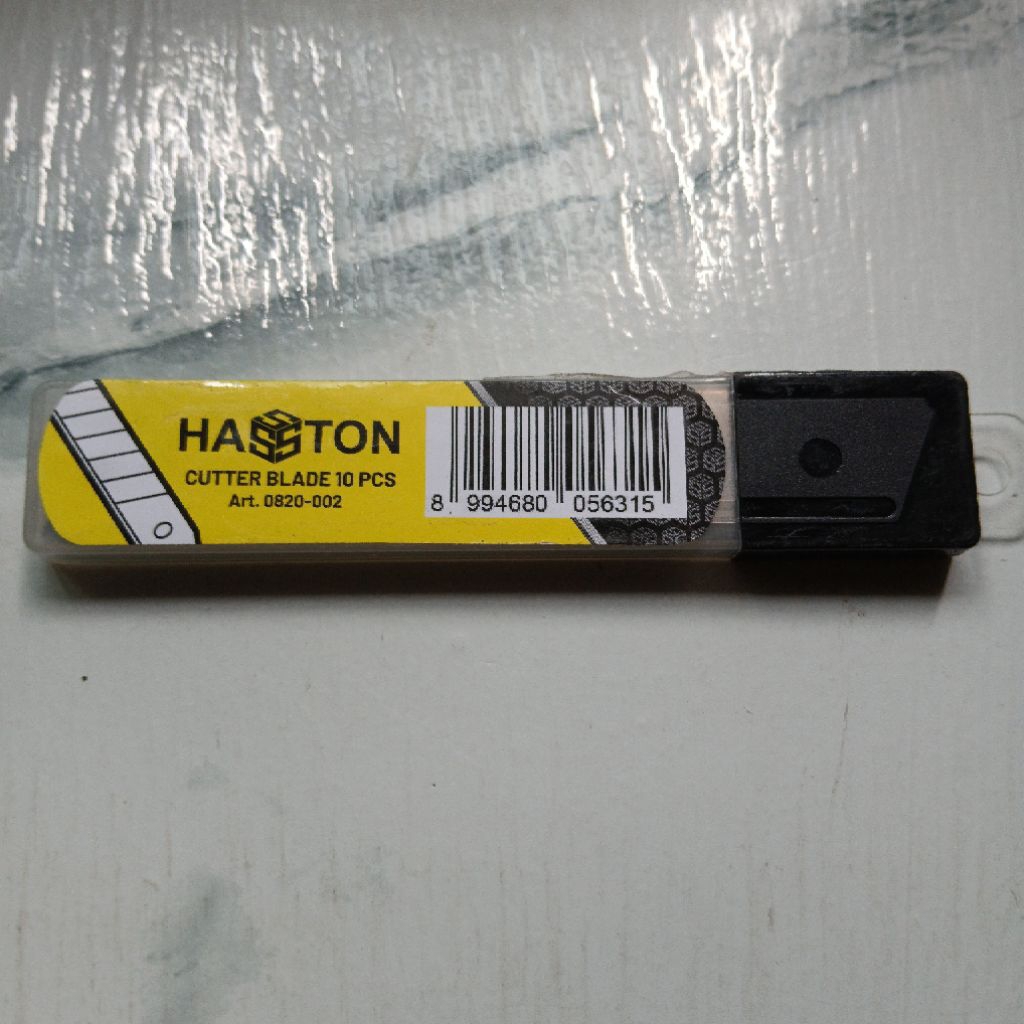 HASSTON
CUTTER BLADE 10 PCS
Art. 0820-002
8 994680 056315